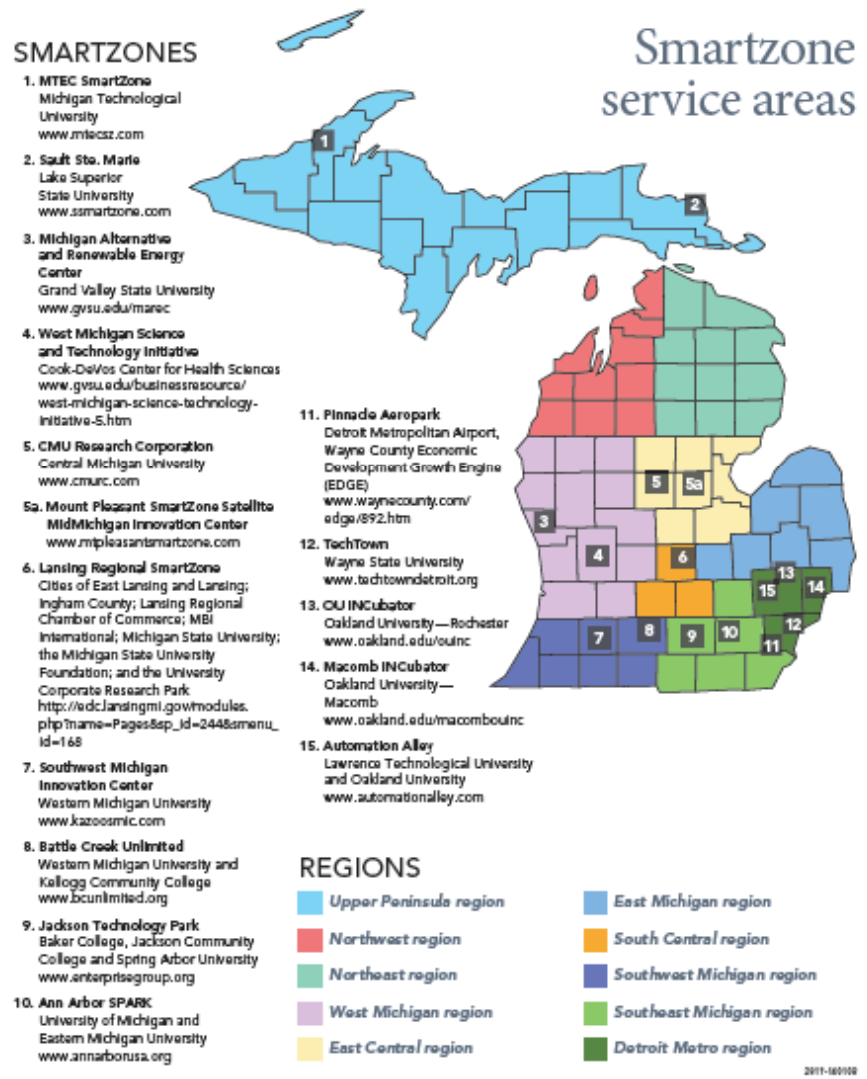 Smartzone
service areas
SMARTZONES
1. MTEC SmartZone
Michigan Technological
University
www.mtecsz.com
2. Sault Ste. Marie
Lake Superior
State University
www.ssmartzone.com
3. Michigan Alternative
and Renewable Energy
Center
Grand Valley State University
www.gvsu.edu/marec
4. West Michigan Science
and Technology Initiative
Cook-DeVos Center for Health Sciences
www.gvsu.edu/businessresource/
west-michigan-science-technology-
initiative-5.htm
5. CMU Research Corporation
Central Michigan University
www.cmurc.com
5a. Mount Pleasant SmartZone Satellite
MidMichigan Innovation Center
www.mtpleasantsmartzone.com
6. Lansing Regional SmartZone
Cities of East Lansing and Lansing;
Ingham County; Lansing Regional
Chamber of Commerce; MBI
International; Michigan State University;
the Michigan State University
Foundation; and the University
Corporate Research Park
http://edc.lansingmi.gov/modules.
php?name=Pages&sp_id=244&smenu_
id=168
7. Southwest Michigan
Innovation Center
Western Michigan University
www.kazoosmic.com
8. Battle Creek Unlimited
Western Michigan University and
Kellogg Community College
www.bcunlimited.org
9. Jackson Technology Park
Baker College, Jackson Community
College and Spring Arbor University
www.enterprisegroup.org
10. Ann Arbor SPARK
University of Michigan and
Eastern Michigan University
www.annarborusa.org
11. Pinnacle Aeropark
Detroit Metropolitan Airport,
Wayne County Economic
Development Growth Engine
(EDGE)
www.waynecounty.com/
edge/892.htm
12. TechTown
Wayne State University
www.techtowndetroit.org
13. OU INCubator
Oakland University—Rochester
www.oakland.edu/ouinc
14. Macomb INCubator
Oakland University—
Macomb
www.oakland.edu/macombouinc
15. Automation Alley
Lawrence Technological University
and Oakland University
www.automationalley.com
1
2
3
4
5
5a
6
7
8
9
10
11
12
13
14
15
REGIONS
Upper Peninsula region
Northwest region
Northeast region
West Michigan region
East Central region
East Michigan region
South Central region
Southwest Michigan region
Southeast Michigan region
Detroit Metro region